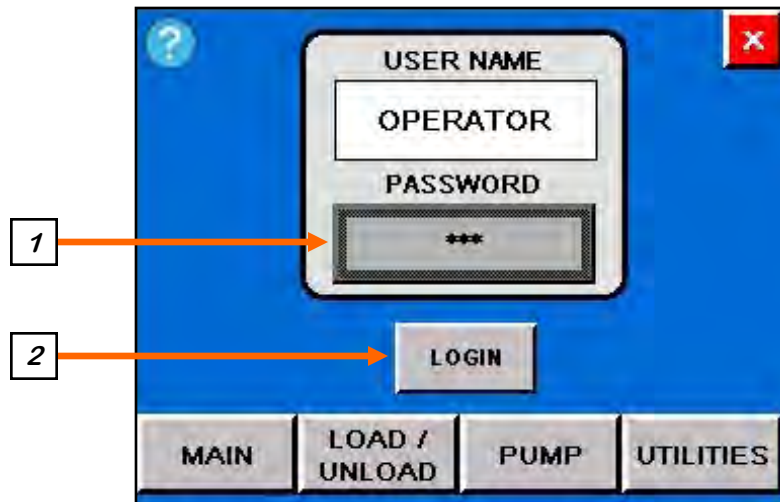 ?
x
USER NAME
OPERATOR
PASSWORD
***
1
2
LOGIN
MAIN
LOAD /
UNLOAD
PUMP
UTILITIES